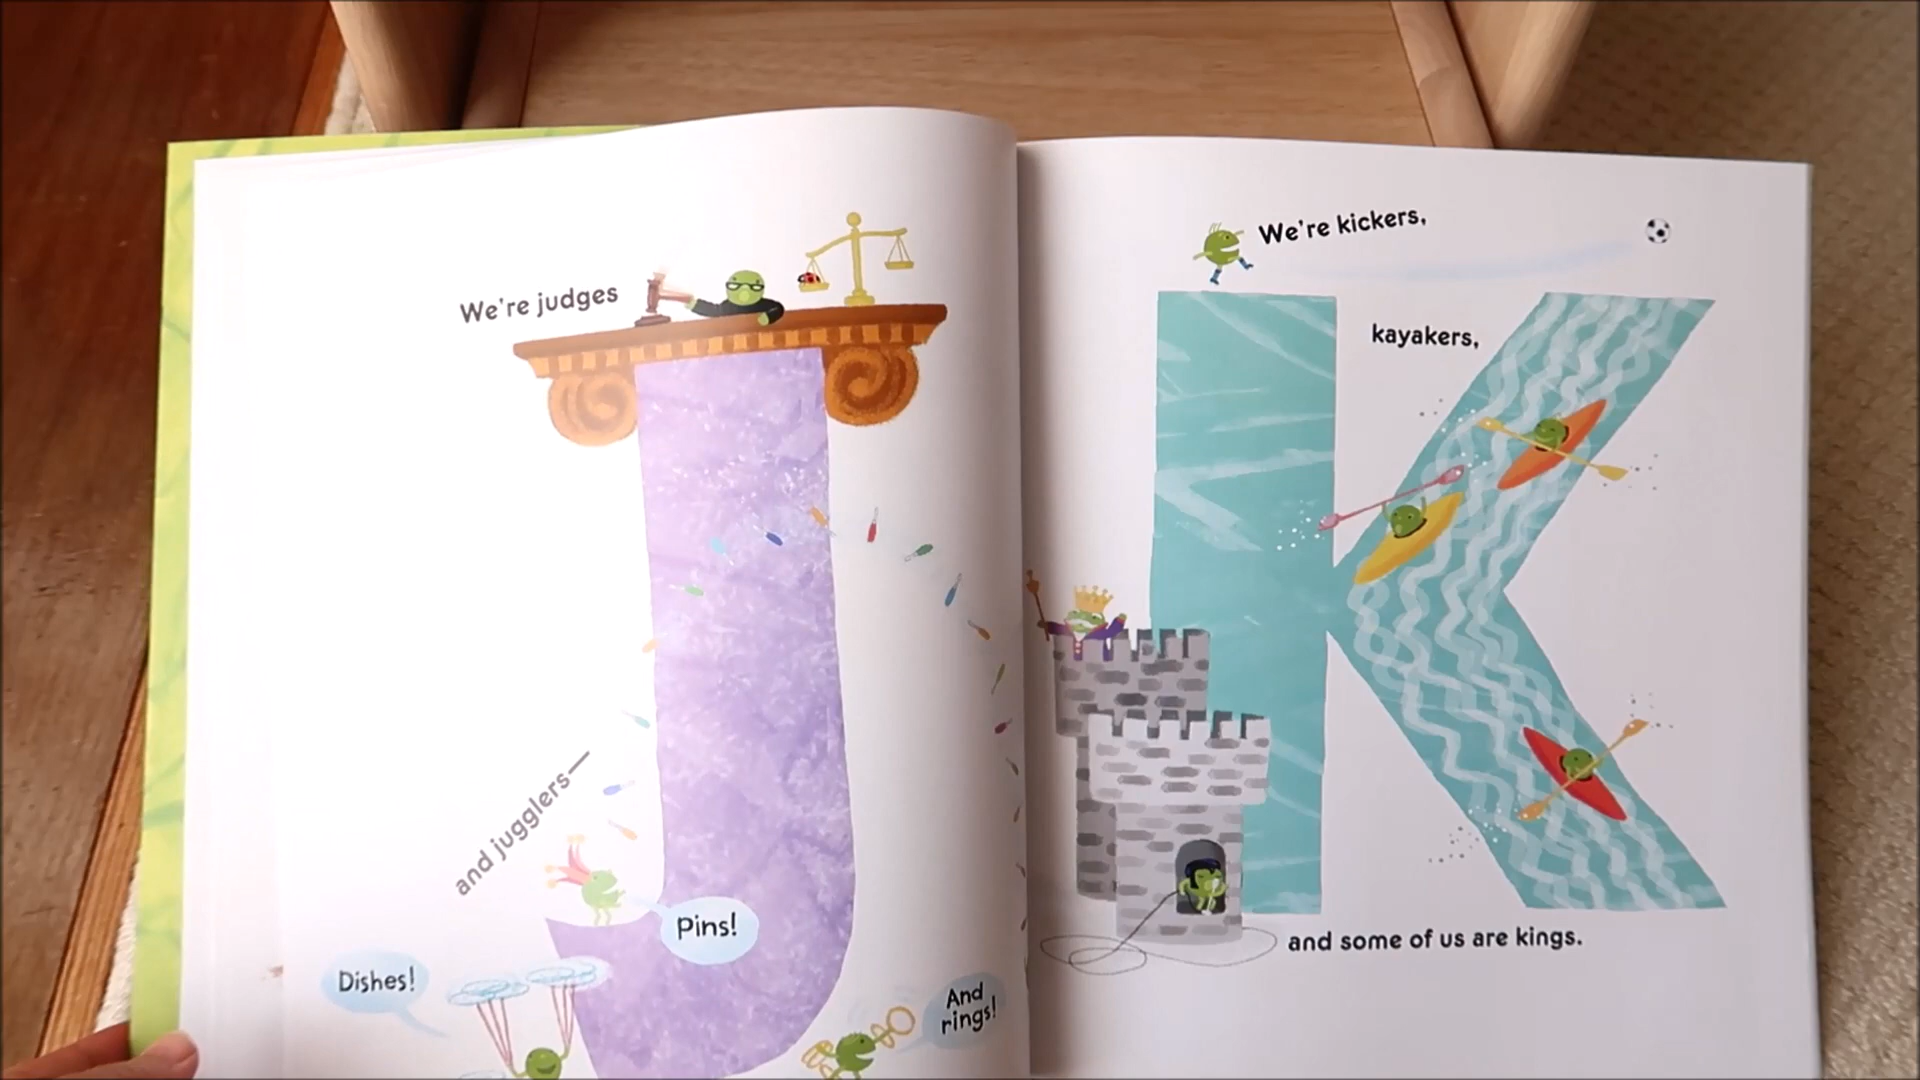 We're judges
and jugglers—
Pins!
Dishes!
And
rings!
We're kickers,
kayakers,
and some of us are kings.